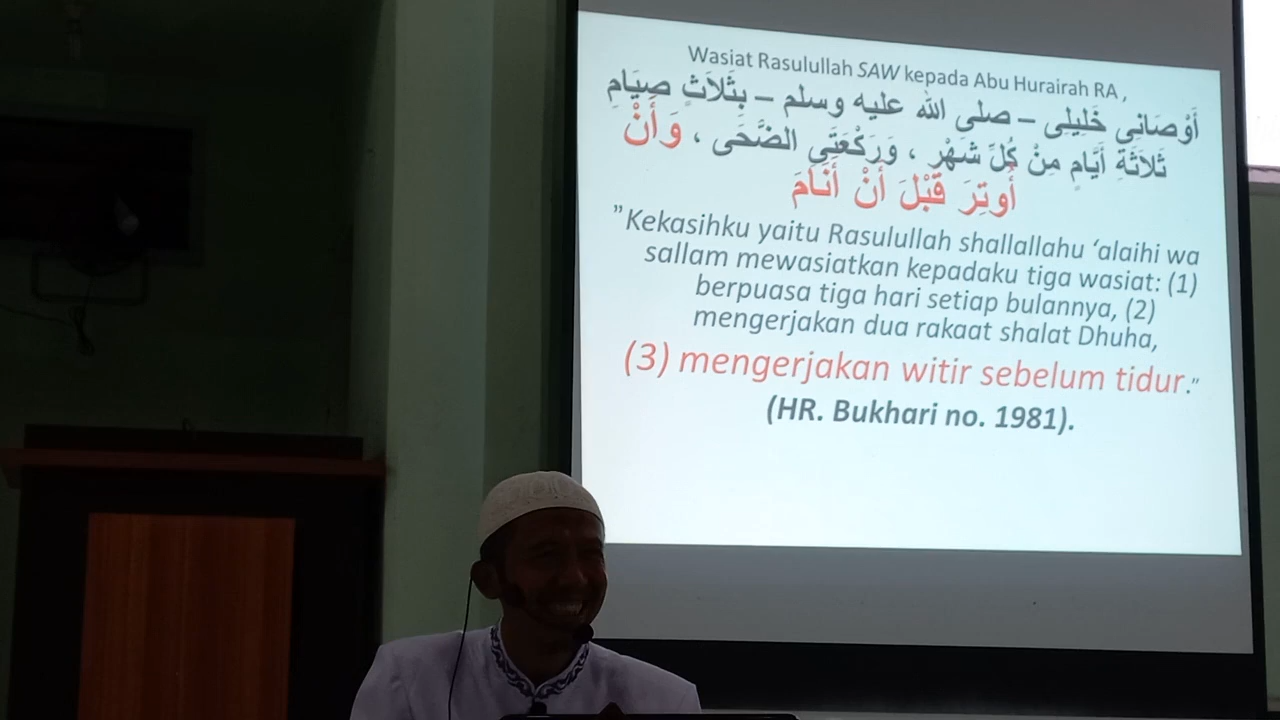 Wasiat Rasulullah SAW kepada Abu Hurairah RA ,
أَوْصَانِى خَلِيلِى – صلى الله عليه وسلم – بِثَلاَثٍ صِيَامِ
ثَلاَثَةِ أَيَّامٍ مِنْ كُلِّ شَهْرٍ ، وَرَكْعَتَىِ الضُّحَى ، وَأَنْ
أُوتِرَ قَبْلَ أَنْ أَنَامَ
”Kekasihku yaitu Rasulullah shallallahu ‘alaihi wa
sallam mewasiatkan kepadaku tiga wasiat: (1)
berpuasa tiga hari setiap bulannya, (2)
mengerjakan dua rakaat shalat Dhuha,
(3) mengerjakan witir sebelum tidur.”
(HR. Bukhari no. 1981).